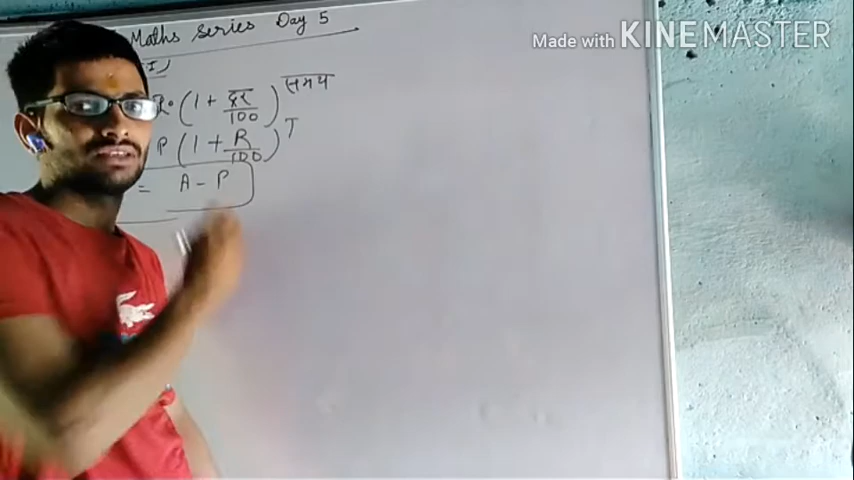 Made with KINEMASTER
Maths Series Day 5
(1 + दर/100)^समय
P (1 + R/100)^T
= A - P